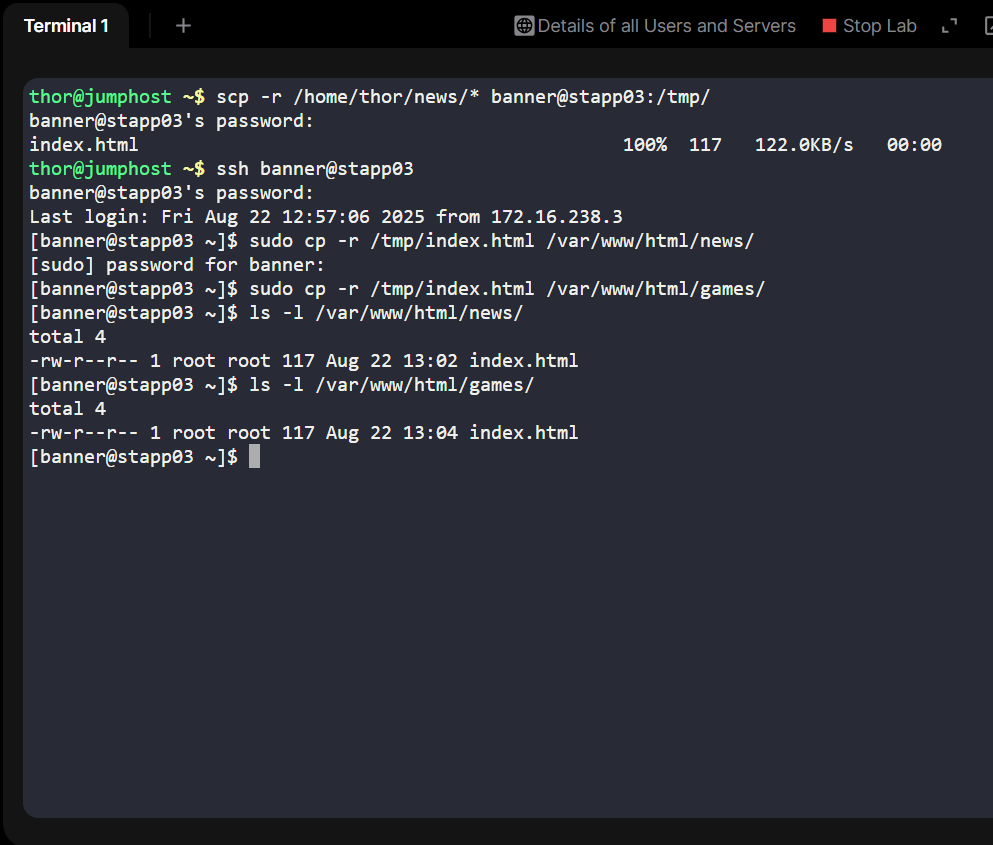 Terminal 1 + Details of all Users and Servers Stop Lab
thor@jumphost ~$ scp -r /home/thor/news/* banner@stapp03:/tmp/
banner@stapp03's password:
index.html 100% 117 122.0KB/s 00:00
thor@jumphost ~$ ssh banner@stapp03
banner@stapp03's password:
Last login: Fri Aug 22 12:57:06 2025 from 172.16.238.3
[banner@stapp03 ~]$ sudo cp -r /tmp/index.html /var/www/html/news/
[sudo] password for banner:
[banner@stapp03 ~]$ sudo cp -r /tmp/index.html /var/www/html/games/
[banner@stapp03 ~]$ ls -l /var/www/html/news/
total 4
-rw-r--r-- 1 root root 117 Aug 22 13:02 index.html
[banner@stapp03 ~]$ ls -l /var/www/html/games/
total 4
-rw-r--r-- 1 root root 117 Aug 22 13:04 index.html
[banner@stapp03 ~]$